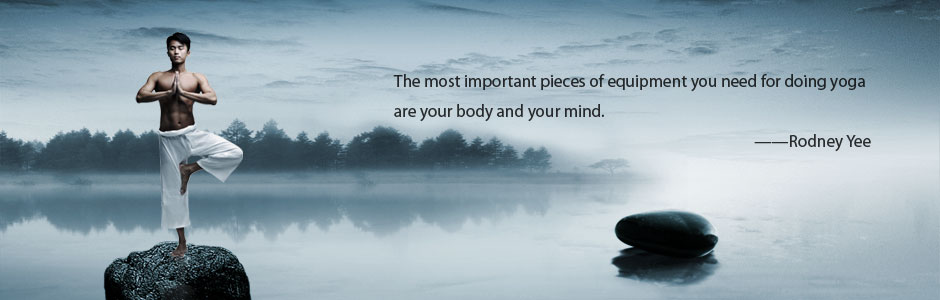 The most important pieces of equipment you need for doing yoga
are your body and your mind.
——Rodney Yee